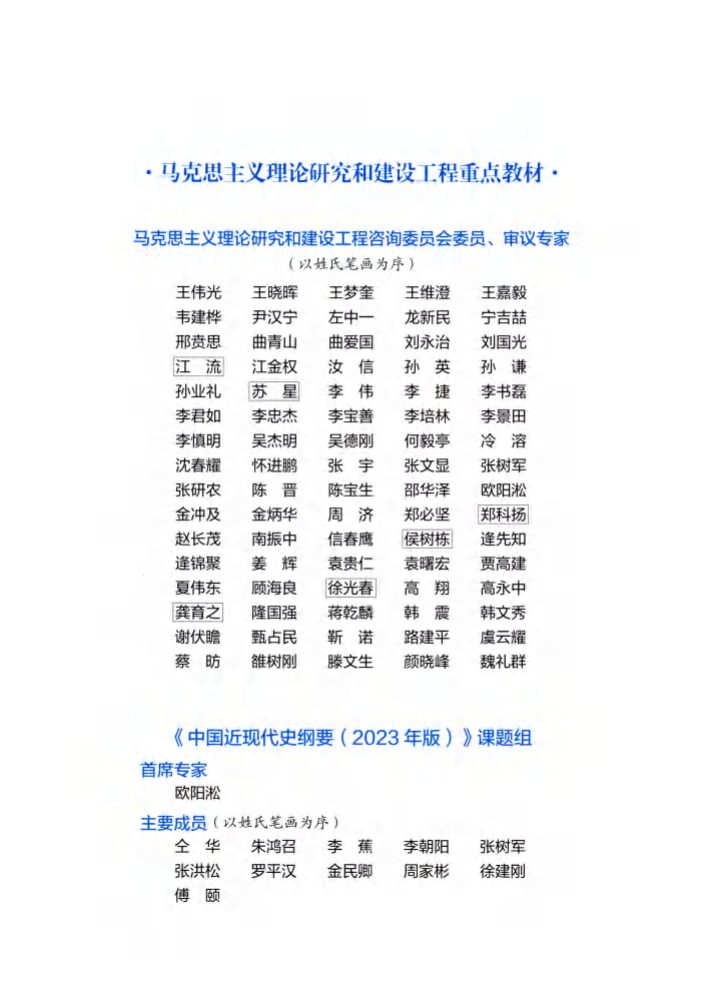 ·马克思主义理论研究和建设工程重点教材·
马克思主义理论研究和建设工程咨询委员会委员、审议专家
（以姓氏笔画为序）
王伟光 王晓晖 王梦奎 王维澄 王嘉毅
韦建桦 尹汉宁 左中一 龙新民 宁吉喆
邢贲思 曲青山 曲爱国 刘永治 刘国光
江 流 江金权 汝 信 孙 英 孙 谦
孙业礼 苏 星 李 伟 李 捷 李书磊
李君如 李忠杰 李宝善 李培林 李景田
李慎明 吴杰明 吴德刚 何毅亭 冷 溶
沈春耀 怀进鹏 张 宇 张文显 张树军
张研农 陈 晋 陈宝生 邵华泽 欧阳淞
金冲及 金炳华 周 济 郑必坚 郑科扬
赵长茂 南振中 信春鹰 侯树栋 逄先知
逄锦聚 姜 辉 袁贵仁 袁曙宏 贾高建
夏伟东 顾海良 徐光春 高 翔 高永中
龚育之 隆国强 蒋乾麟 韩 震 韩文秀
谢伏瞻 甄占民 靳 诺 路建平 虞云耀
蔡 昉 雒树刚 滕文生 颜晓峰 魏礼群
《中国近现代史纲要（2023年版）》课题组
首席专家
欧阳淞
主要成员（以姓氏笔画为序）
仝 华 朱鸿召 李 蕉 李朝阳 张树军
张洪松 罗平汉 金民卿 周家彬 徐建刚
傅 颐